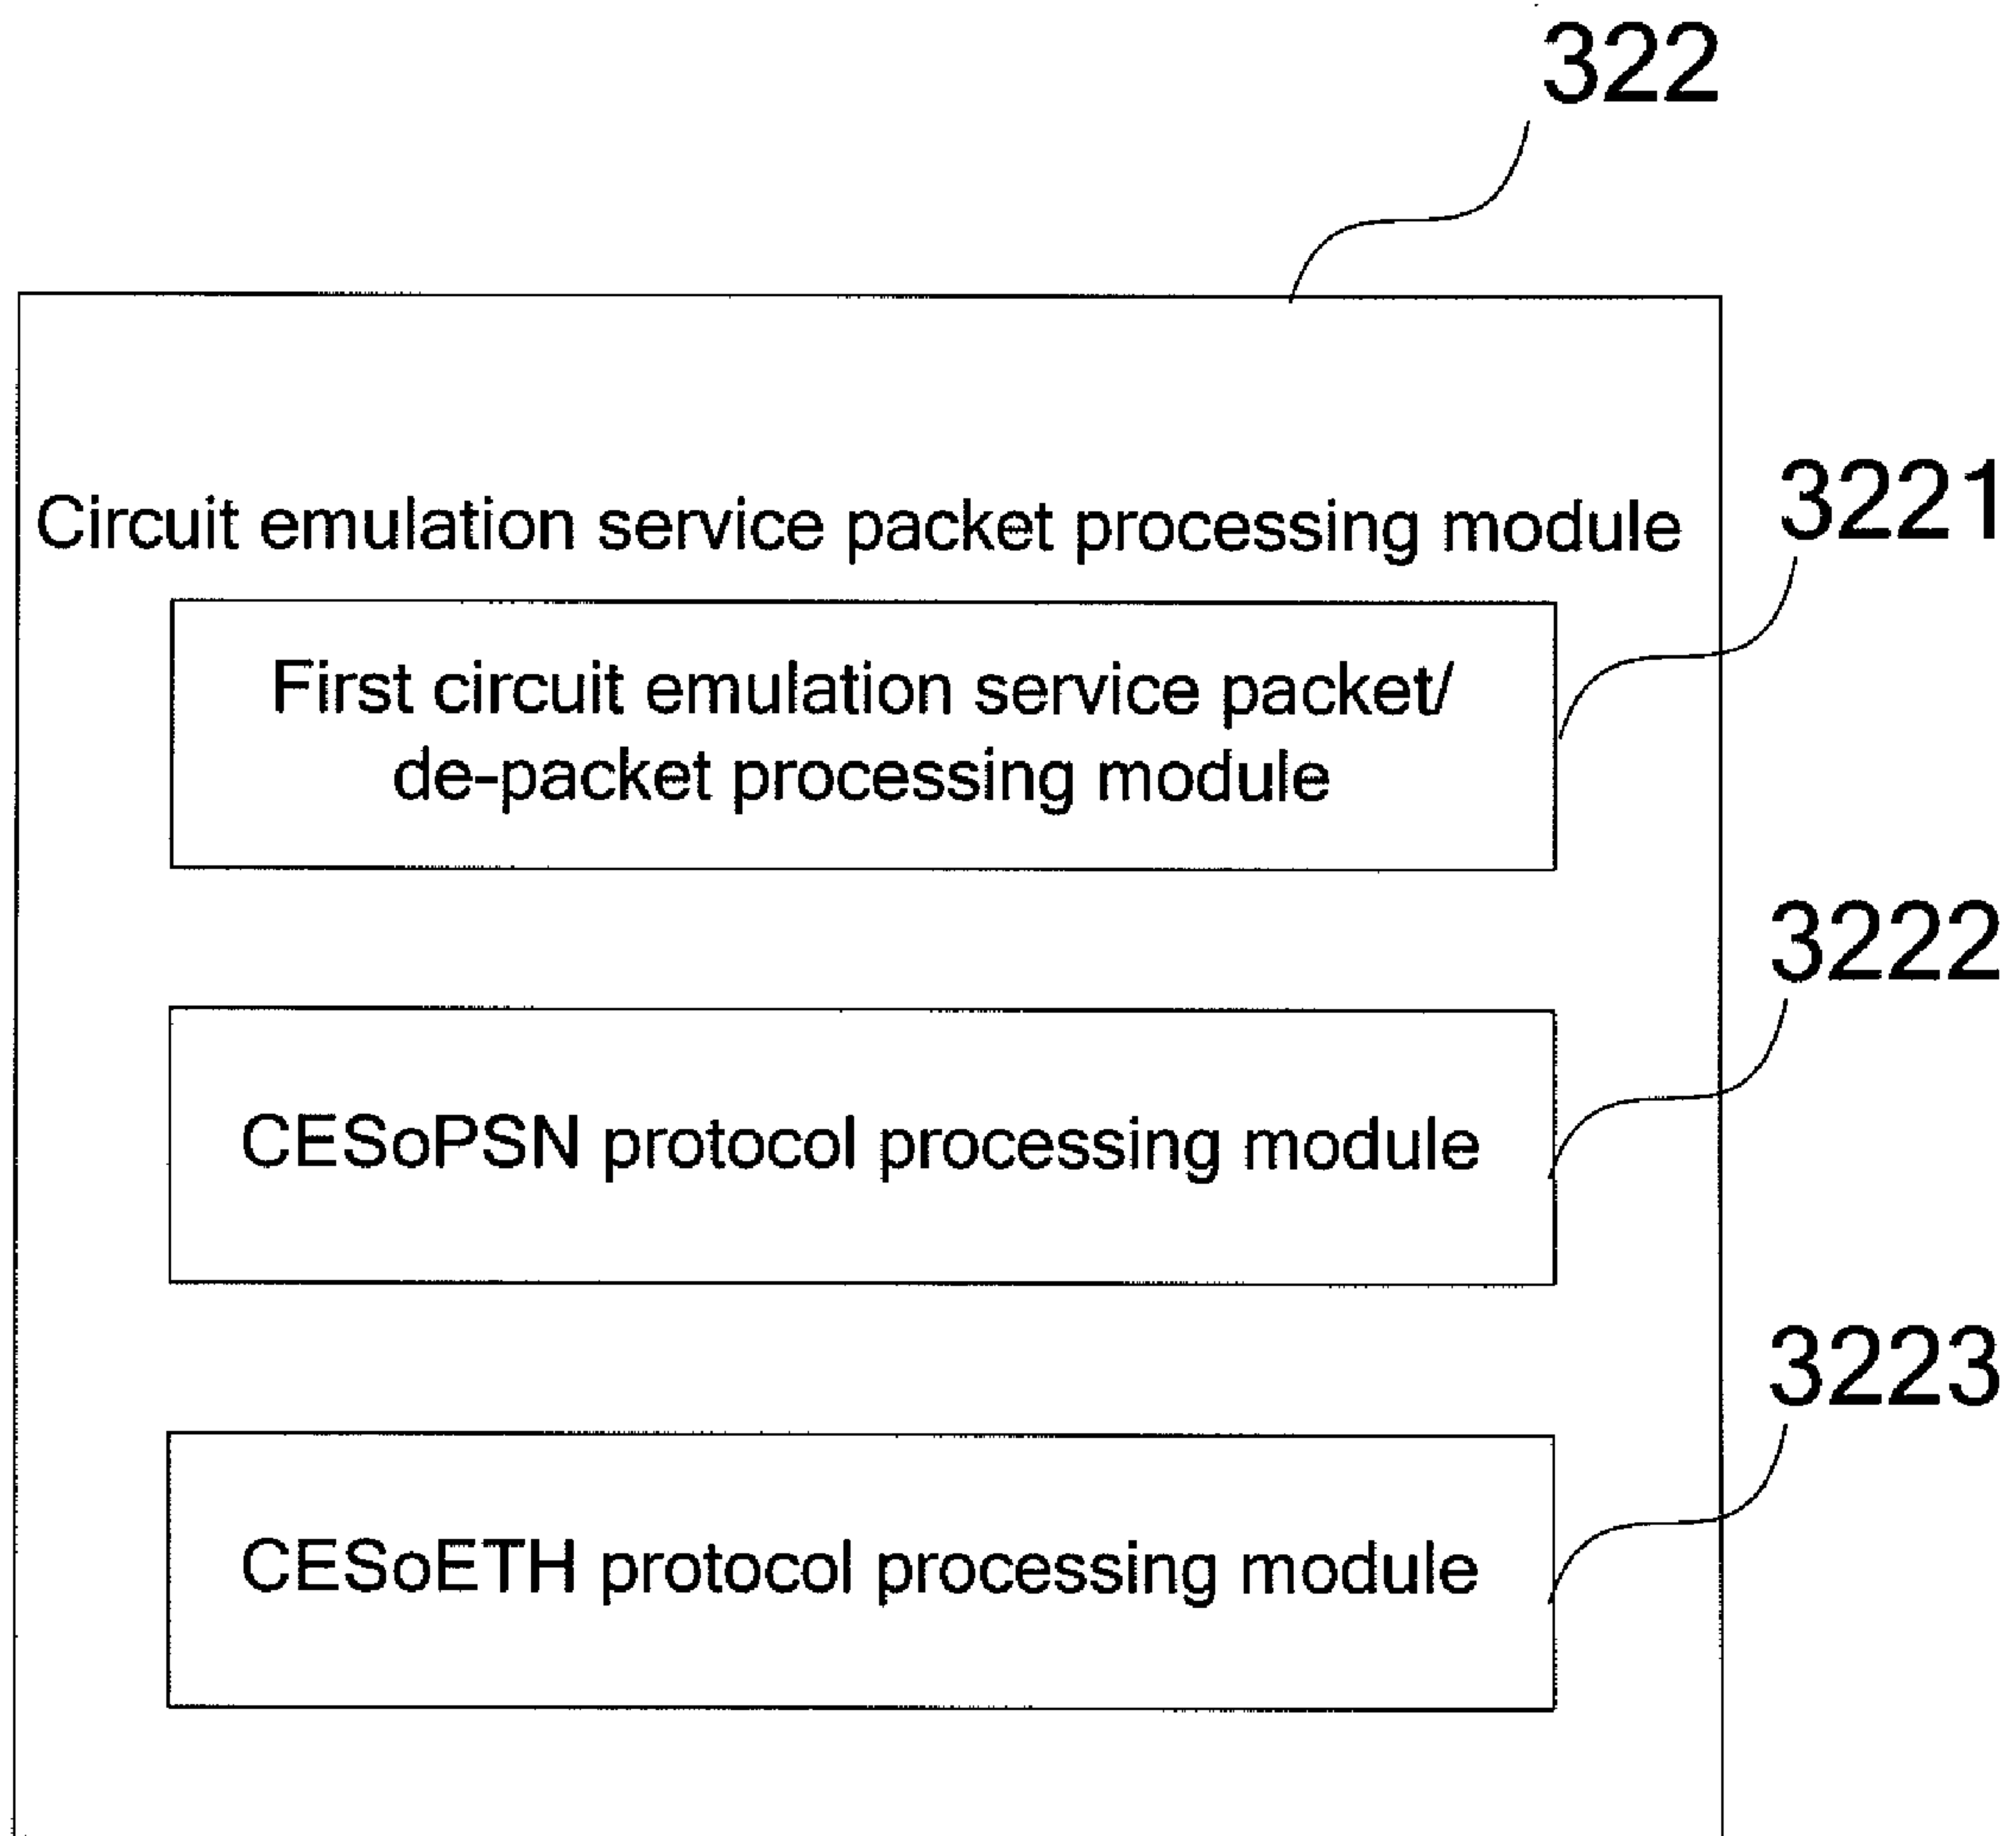 322
Circuit emulation service packet processing module
3221
First circuit emulation service packet/
de-packet processing module
3222
CESoPSN protocol processing module
3223
CESoETH protocol processing module